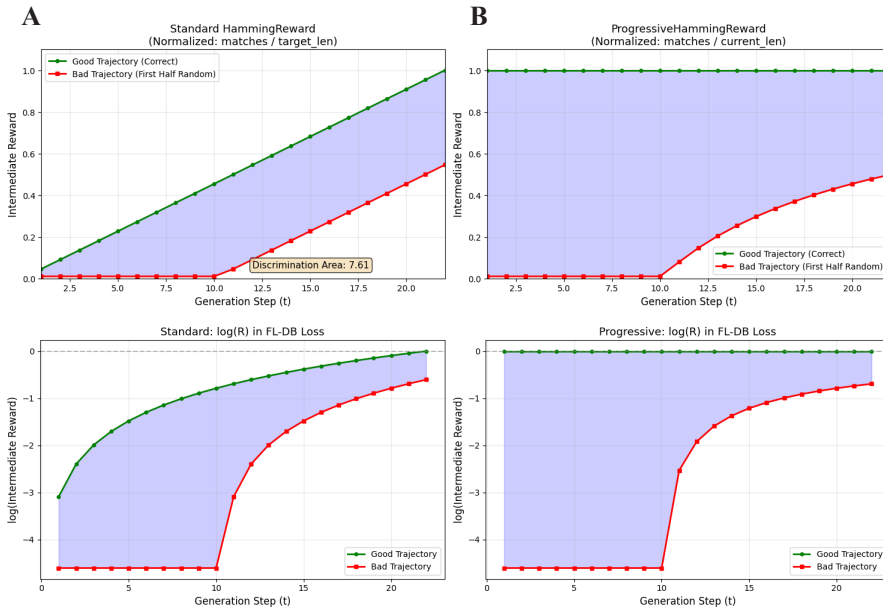 A
Standard HammingReward
(Normalized: matches / target_len)
Good Trajectory (Correct)
Bad Trajectory (First Half Random)
Intermediate Reward
1.0
0.8
0.6
0.4
0.2
0.0
Discrimination Area: 7.61
2.5
5.0
7.5
10.0
12.5
15.0
17.5
20.0
Generation Step (t)
B
ProgressiveHammingReward
(Normalized: matches / current_len)
Intermediate Reward
1.0
0.8
0.6
0.4
0.2
0.0
Good Trajectory (Correct)
Bad Trajectory (First Half Random)
2.5
5.0
7.5
10.0
12.5
15.0
17.5
20.0
Generation Step (t)
Standard: log(R) in FL-DB Loss
log(Intermediate Reward)
0
−1
−2
−3
−4
Good Trajectory
Bad Trajectory
0
5
10
15
20
Generation Step (t)
Progressive: log(R) in FL-DB Loss
log(Intermediate Reward)
0
−1
−2
−3
−4
Good Trajectory
Bad Trajectory
0
5
10
15
20
Generation Step (t)